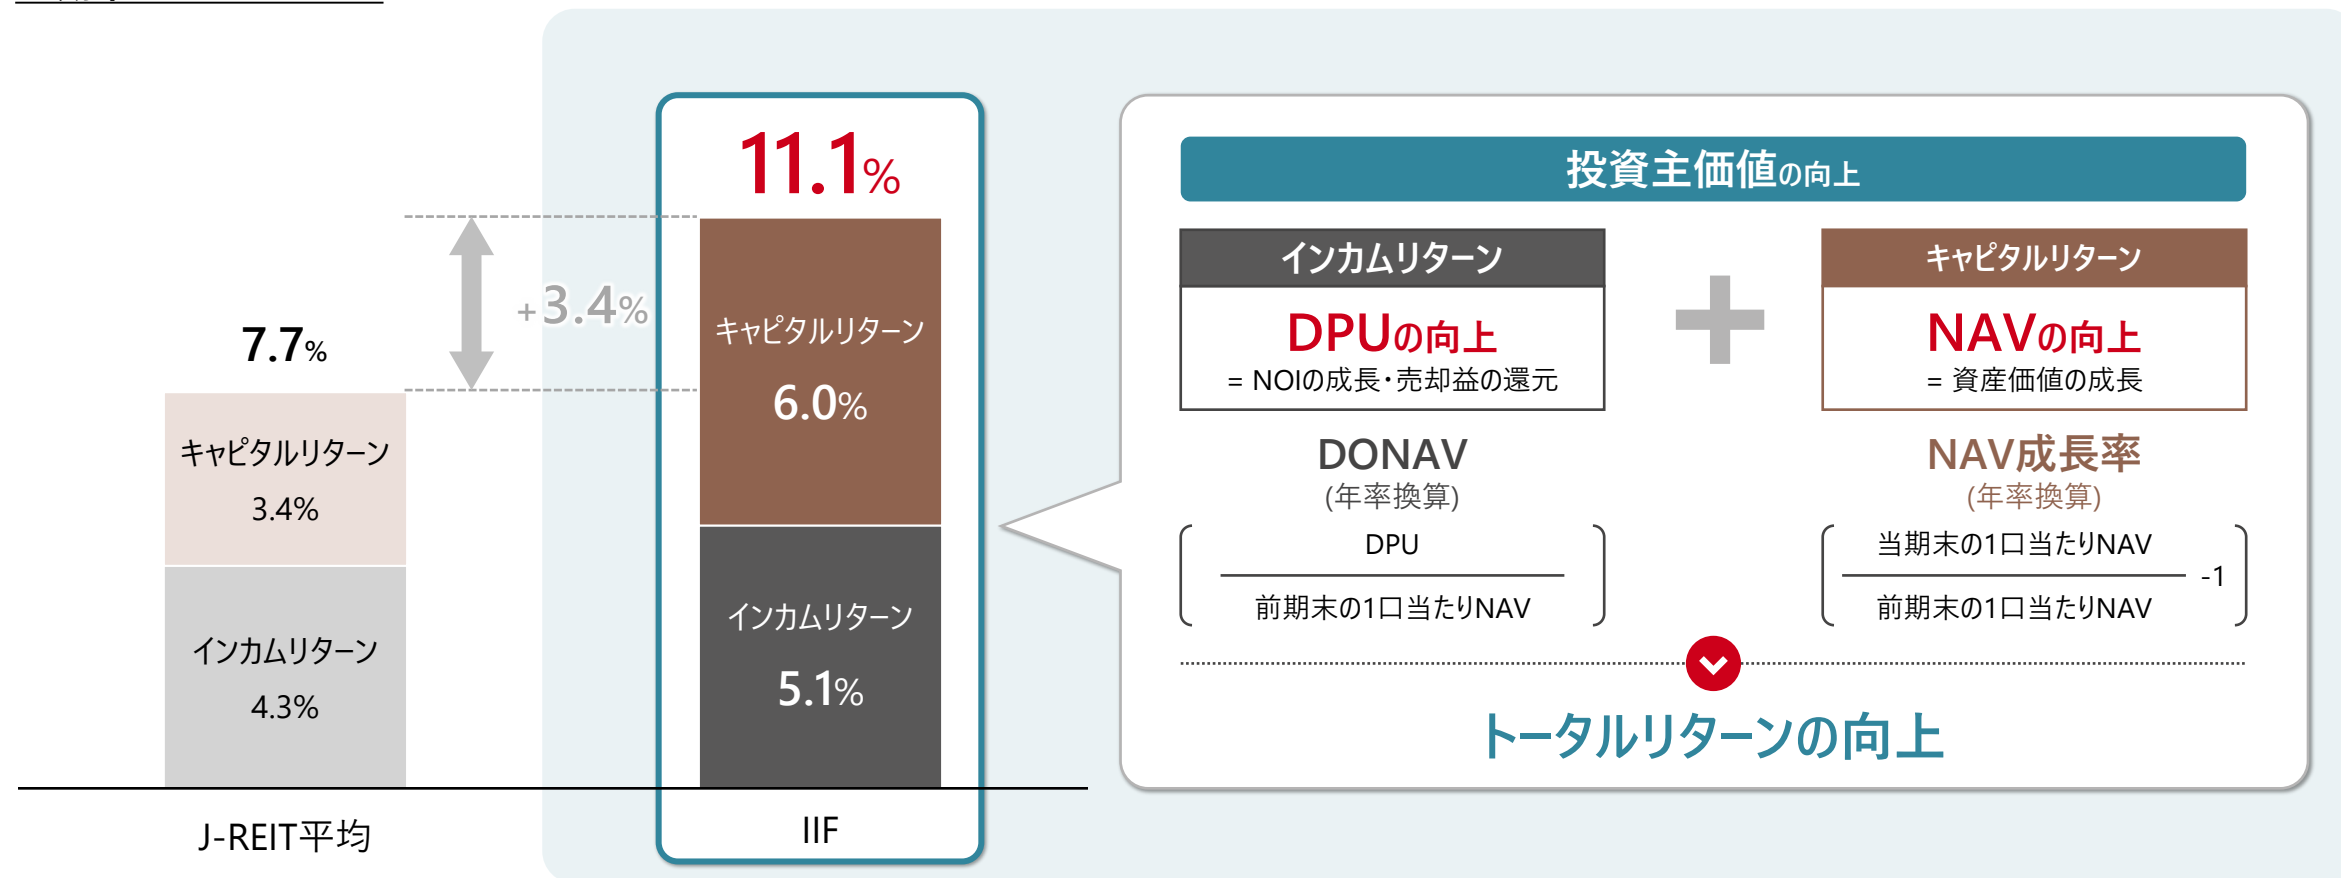 11.1%
+3.4%
7.7%
キャピタルリターン
3.4%
インカムリターン
4.3%
J-REIT平均
キャピタルリターン
6.0%
インカムリターン
5.1%
IIF
投資主価値の向上
インカムリターン
DPUの向上
= NOIの成長・売却益の還元
DONAV
(年率換算)
DPU
前期末の1口当たりNAV
キャピタルリターン
NAVの向上
= 資産価値の成長
NAV成長率
(年率換算)
当期末の1口当たりNAV
前期末の1口当たりNAV
-1
トータルリターンの向上